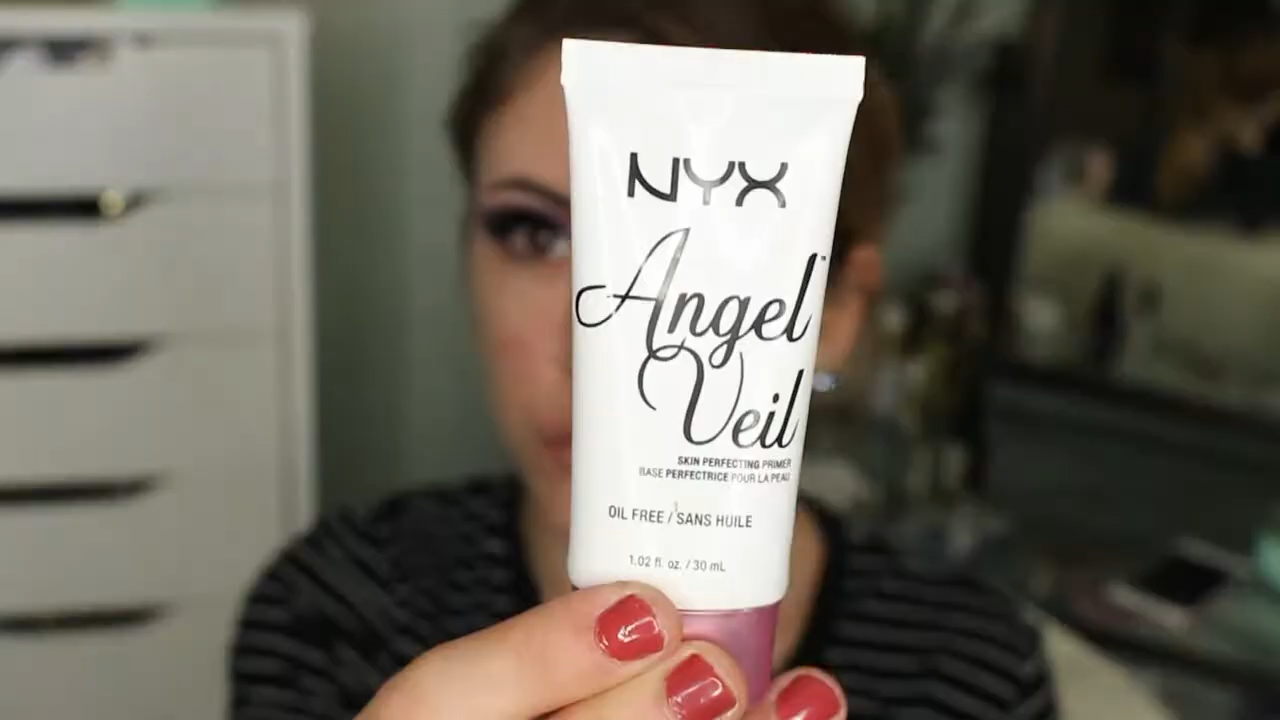 NYX
Angel™
Veil
SKIN PERFECTING PRIMER
BASE PERFECTRICE POUR LA PEAU
OIL FREE / SANS HUILE
1.02 fl. oz. / 30 mL